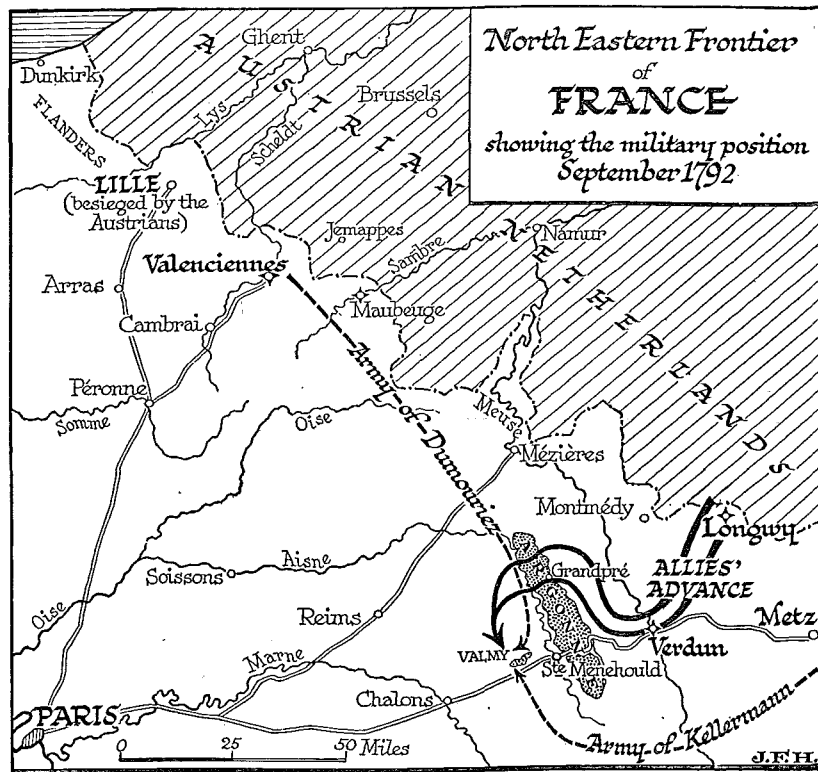 North Eastern Frontier
of
FRANCE
showing the military position
September 1792
AUSTRIAN
NETHERLANDS
Ghent
Dunkirk
FLANDERS
Lys
Scheldt
Brussels
LILLE
(besieged by the
Austrians)
Jemappes
Sambre
Namur
Valenciennes
Arras
Maubeuge
Cambrai
Army of Dumouriez
Péronne
Somme
Oise
Meuse
Mézières
Montmédy
Longwy
Soissons
Aisne
Grandpré
ALLIES'
ADVANCE
Oise
Reims
Metz
Verdun
VALMY
Ste Menehould
Marne
Chalons
PARIS
Army of Kellermann
0 25 50 Miles
J.F.H.